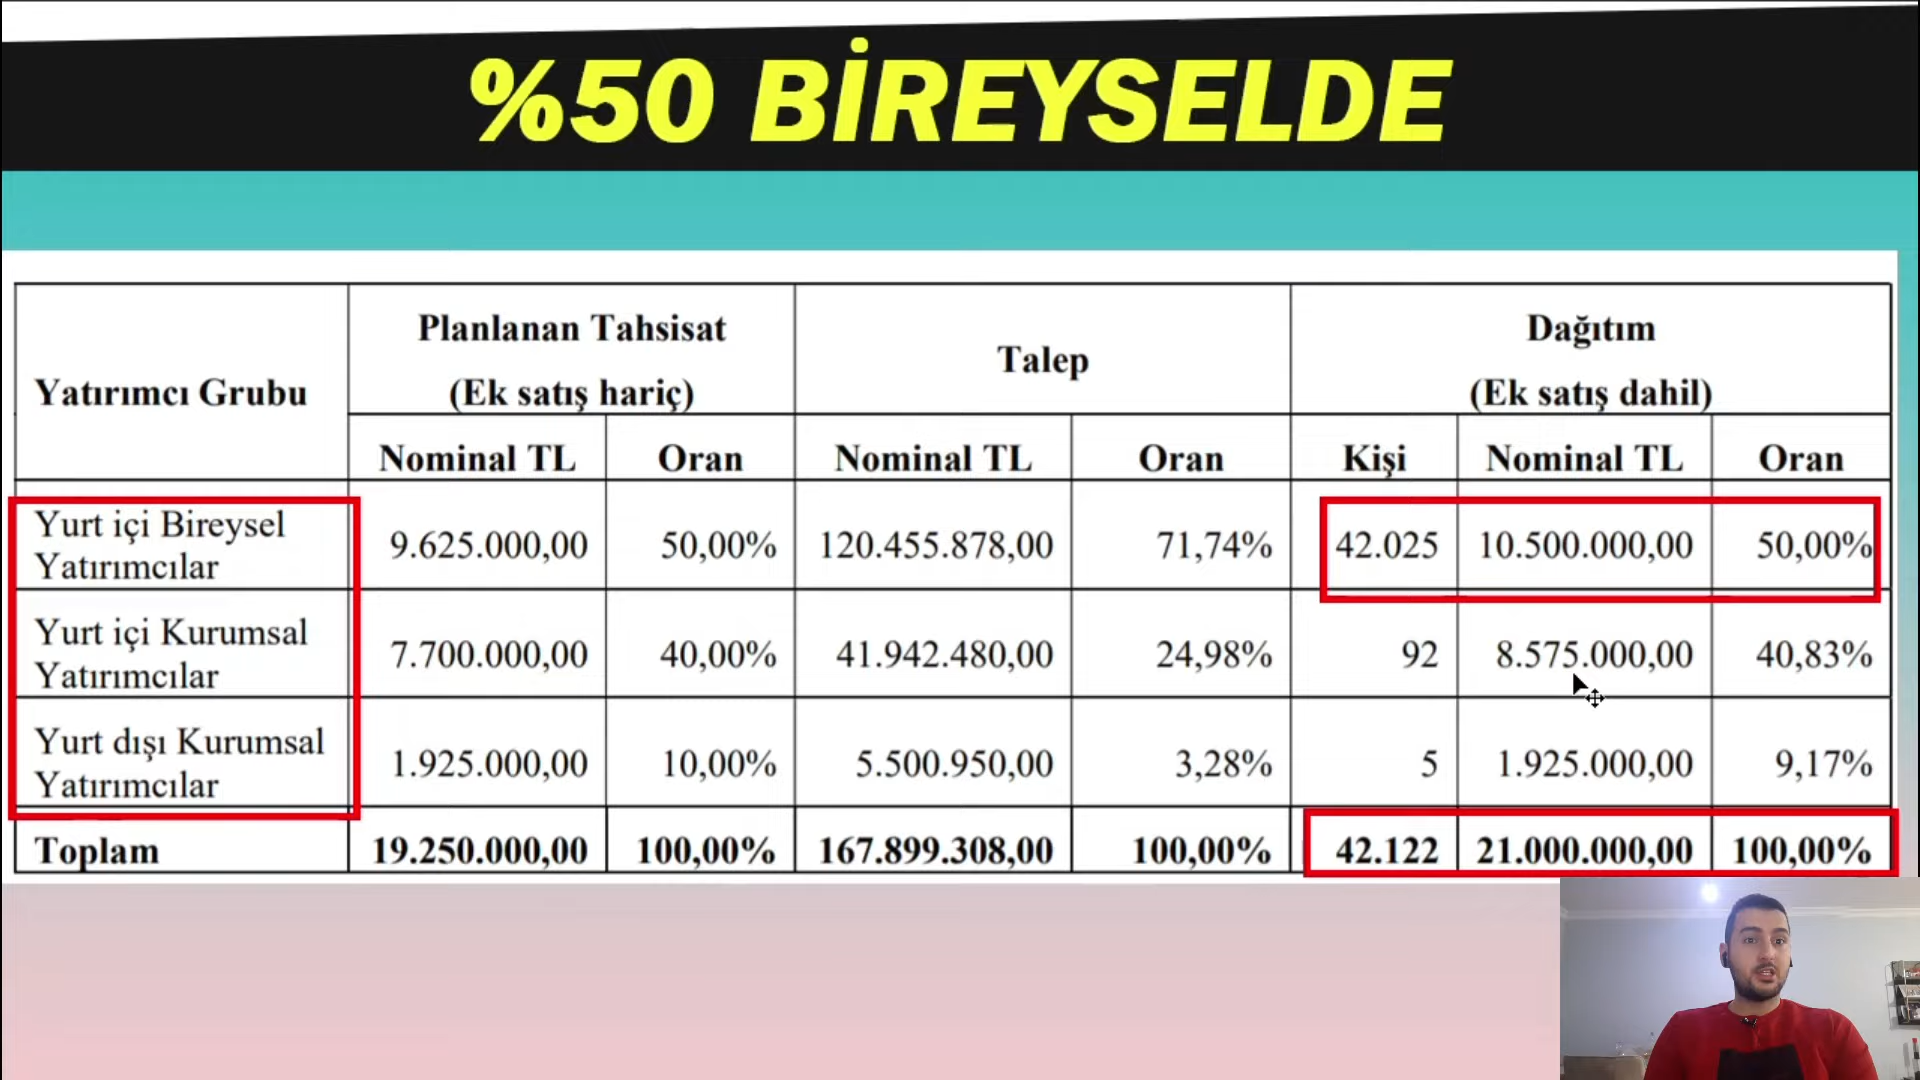 %50 BİREYSELDE
Yatırımcı Grubu
Planlanan Tahsisat
(Ek satış hariç)
Talep
Dağıtım
(Ek satış dahil)
Nominal TL Oran Nominal TL Oran Kişi Nominal TL Oran
Yurt içi Bireysel
Yatırımcılar
9.625.000,00 50,00% 120.455.878,00 71,74% 42.025 10.500.000,00 50,00%
Yurt içi Kurumsal
Yatırımcılar
7.700.000,00 40,00% 41.942.480,00 24,98% 92 8.575.000,00 40,83%
Yurt dışı Kurumsal
Yatırımcılar
1.925.000,00 10,00% 5.500.950,00 3,28% 5 1.925.000,00 9,17%
Toplam 19.250.000,00 100,00% 167.899.308,00 100,00% 42.122 21.000.000,00 100,00%